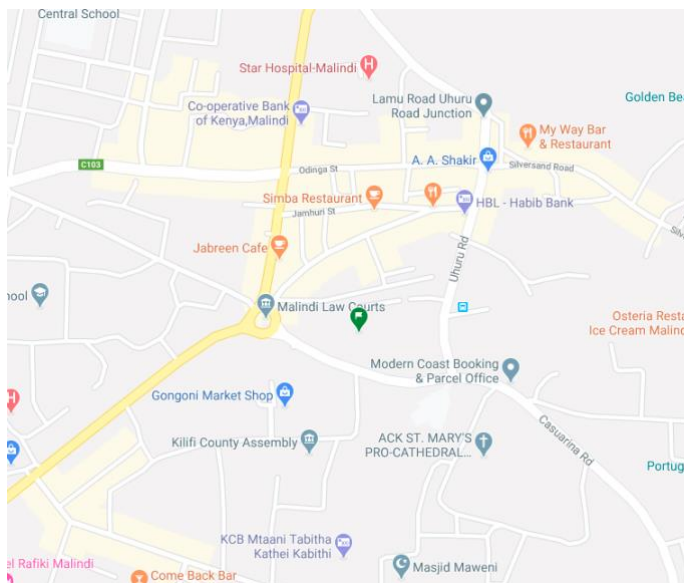 Central School
Star Hospital-Malindi
Golden Bea
Co-operative Bank
of Kenya,Malindi
Lamu Road Uhuru
Road Junction
My Way Bar
& Restaurant
C103
Odinga St
A. A. Shakir
Silversand Road
Simba Restaurant
Jamhuri St
HBL - Habib Bank
Silv
Jabreen Cafe
Uhuru Rd
hool
Malindi Law Courts
Osteria Resta
Ice Cream Malind
Modern Coast Booking
& Parcel Office
Gongoni Market Shop
Kilifi County Assembly
ACK ST. MARY'S
PRO-CATHEDRAL...
Casuarina Rd
Portug
KCB Mtaani Tabitha
Kathei Kabithi
el Rafiki Malindi
Come Back Bar
Masjid Maweni